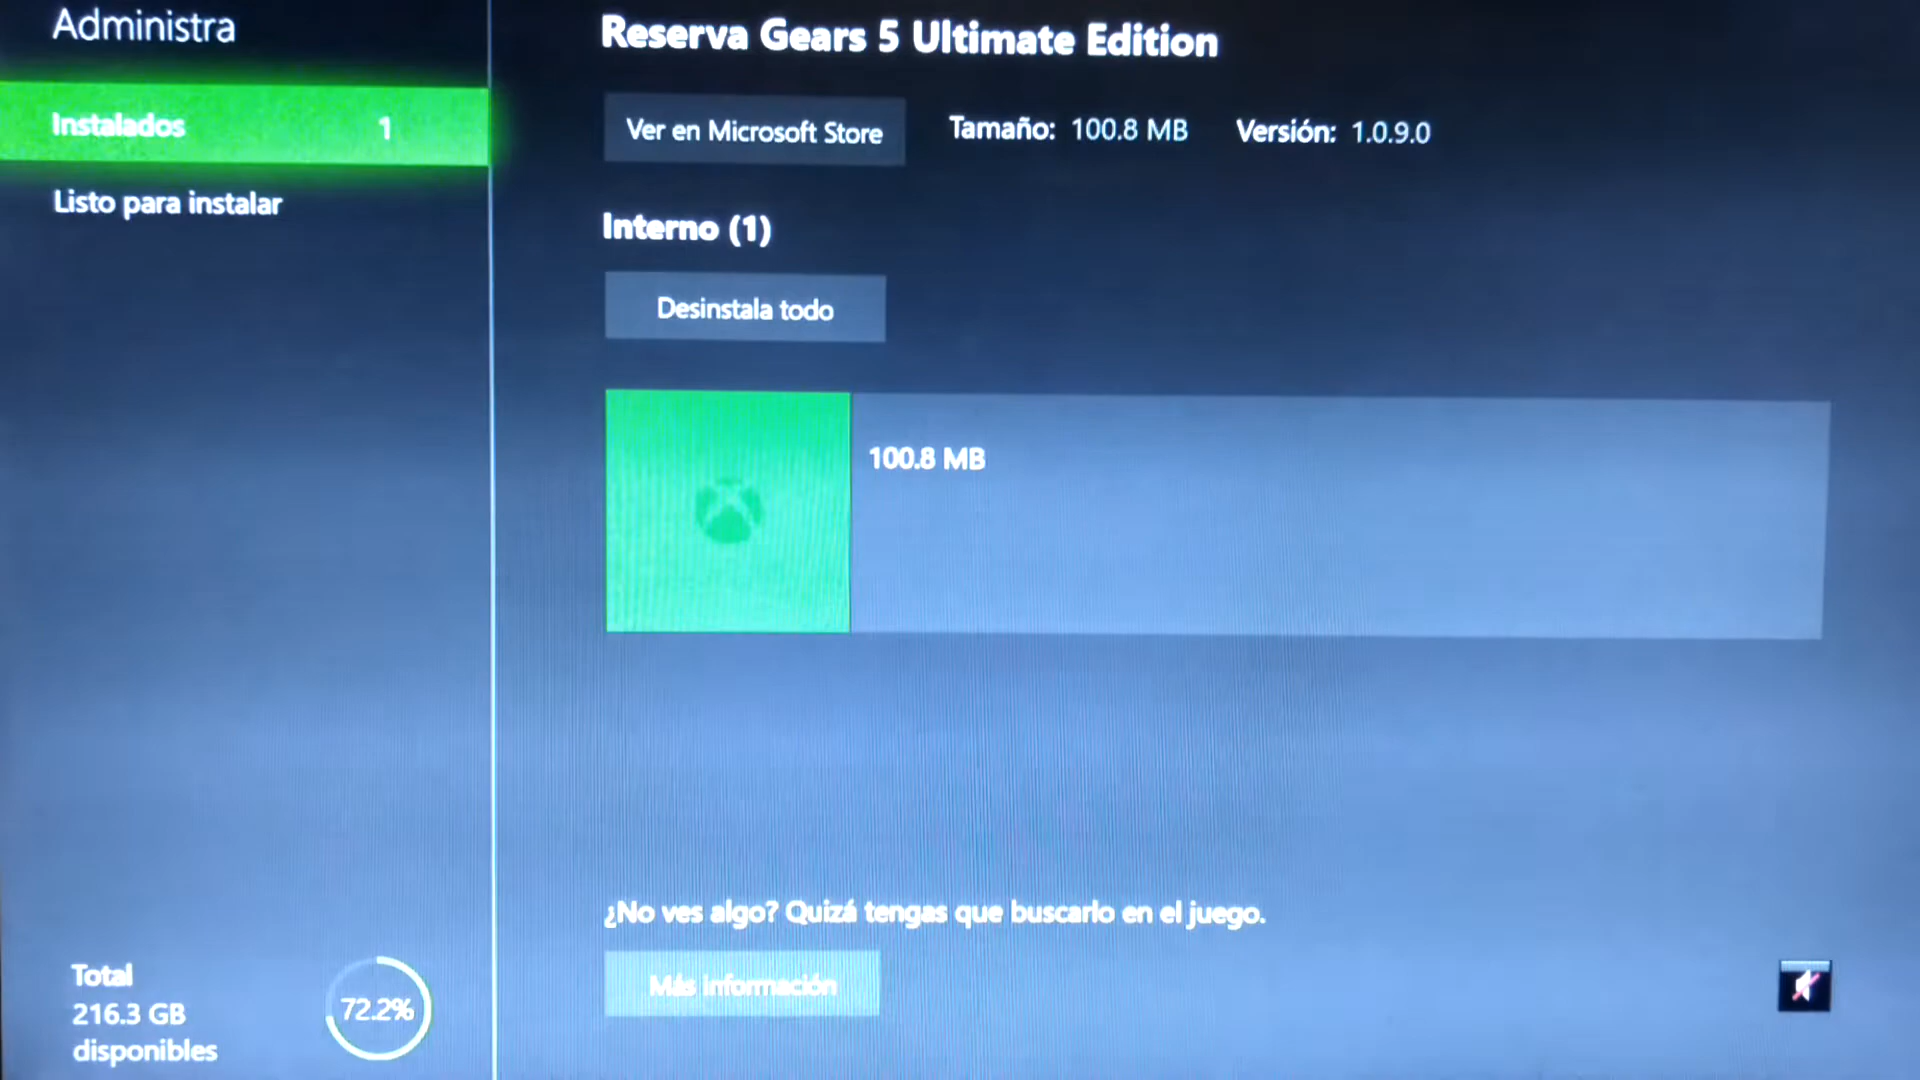 Administra
Instalados 1
Listo para instalar
Total
216.3 GB
disponibles
72.2%
Reserva Gears 5 Ultimate Edition
Ver en Microsoft Store Tamaño: 100.8 MB Versión: 1.0.9.0
Interno (1)
Desinstala todo
100.8 MB
¿No ves algo? Quizá tengas que buscarlo en el juego.
Más información